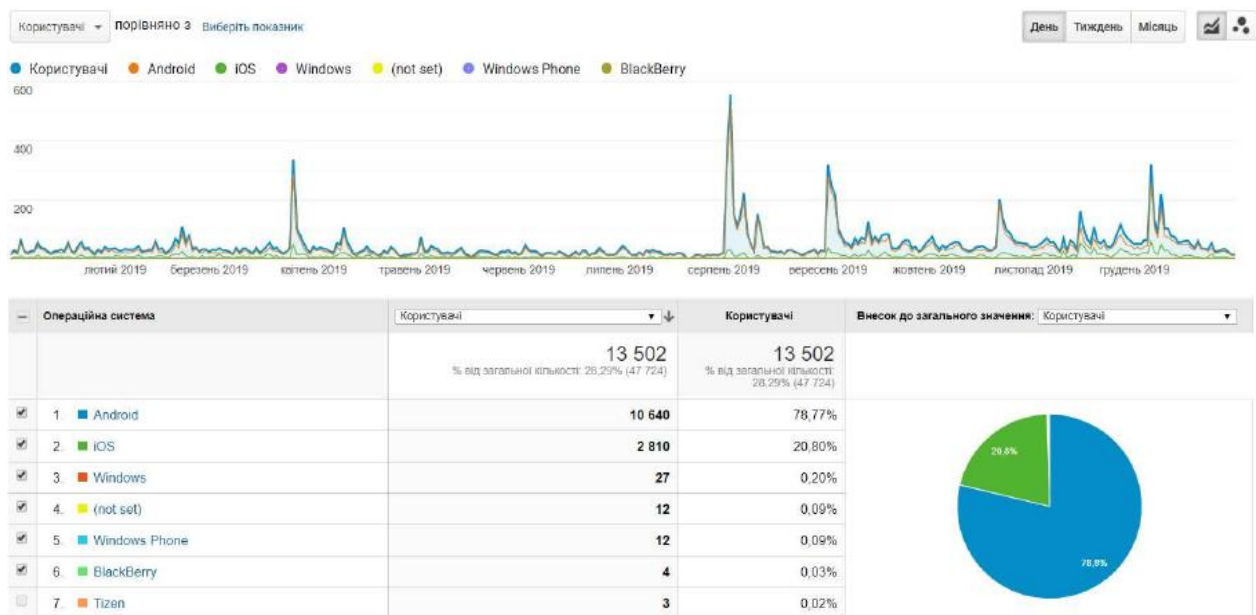 Користувачі порівняно з Виберіть показник День Тиждень Місяць
Користувачі Android iOS Windows (not set) Windows Phone BlackBerry
600
400
200
лютий 2019 березень 2019 квітень 2019 травень 2019 червень 2019 липень 2019 серпень 2019 вересень 2019 жовтень 2019 листопад 2019 грудень 2019
Операційна система Користувачі Користувачі Внесок до загального значення: Користувачі
13 502 13 502
% від загальної кількості: 28,29% (47 724) % від загальної кількості:
28,29% (47 724)
1. Android 10 640 78,77%
2. iOS 2 810 20,80%
3. Windows 27 0,20%
4. (not set) 12 0,09%
5. Windows Phone 12 0,09%
6. BlackBerry 4 0,03%
7. Tizen 3 0,02%
20,8%
78,8%